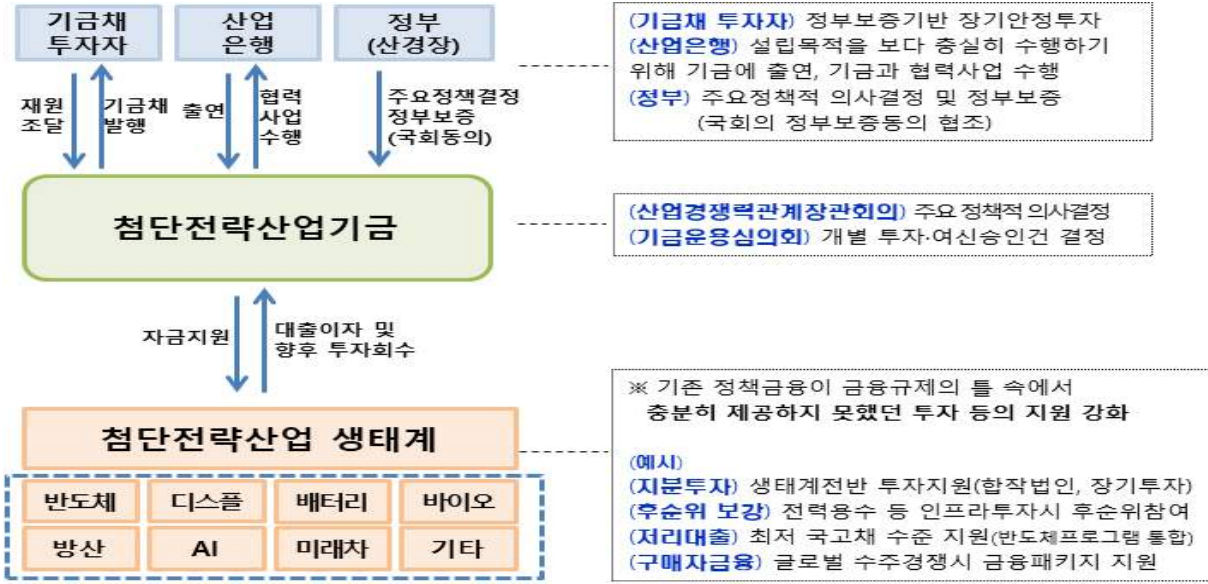 기금채
투자자
산업
은행
정부
(산경장)
재원
조달
기금채
발행
출연
협력
사업
수행
주요정책결정
정부보증
(국회동의)
(기금채 투자자) 정부보증기반 장기안정투자
(산업은행) 설립목적을 보다 충실히 수행하기
위해 기금에 출연, 기금과 협력사업 수행
(정부) 주요정책적 의사결정 및 정부보증
(국회의 정부보증동의 협조)
첨단전략산업기금
(산업경쟁력관계장관회의) 주요 정책적 의사결정
(기금운용심의회) 개별 투자·여신승인건 결정
자금지원
대출이자 및
향후 투자회수
첨단전략산업 생태계
반도체
디스플
배터리
바이오
방산
AI
미래차
기타
※ 기존 정책금융이 금융규제의 틀 속에서
충분히 제공하지 못했던 투자 등의 지원 강화
(예시)
(지분투자) 생태계전반 투자지원(합작법인, 장기투자)
(후순위 보강) 전력용수 등 인프라투자시 후순위참여
(저리대출) 최저 국고채 수준 지원(반도체프로그램 통합)
(구매자금융) 글로벌 수주경쟁시 금융패키지 지원